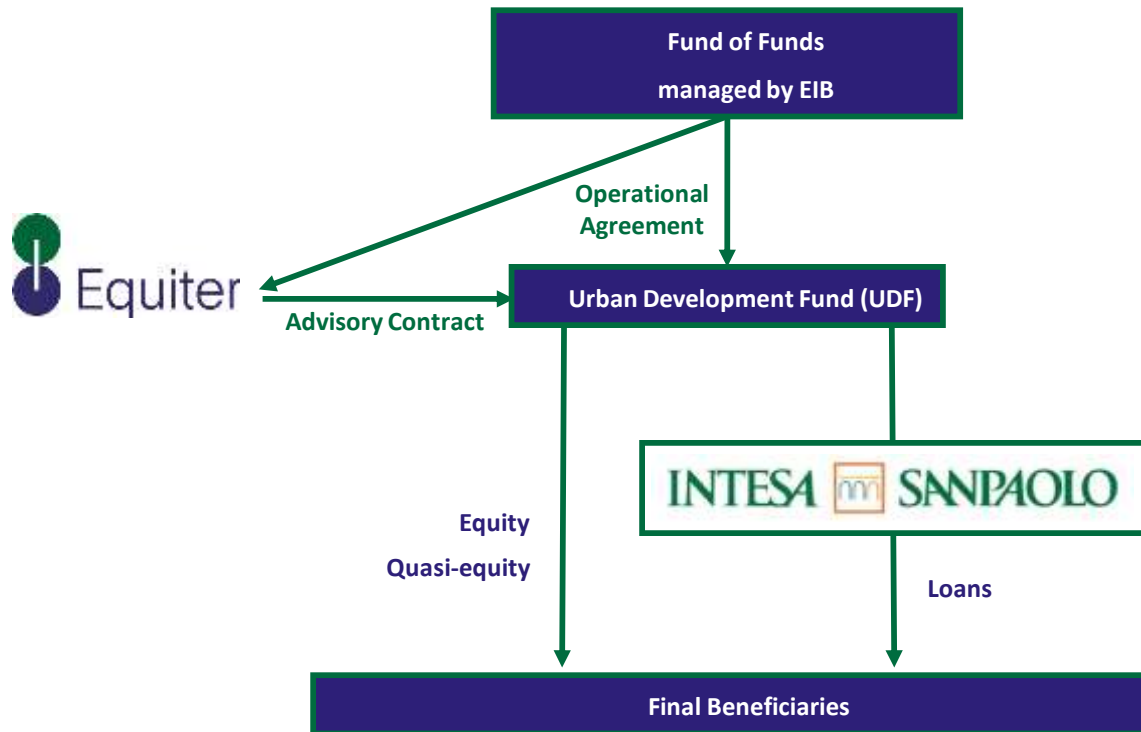 Fund of Funds
managed by EIB
Operational
Agreement
Equiter
Advisory Contract
Urban Development Fund (UDF)
INTESA SANPAOLO
Equity
Quasi-equity
Loans
Final Beneficiaries